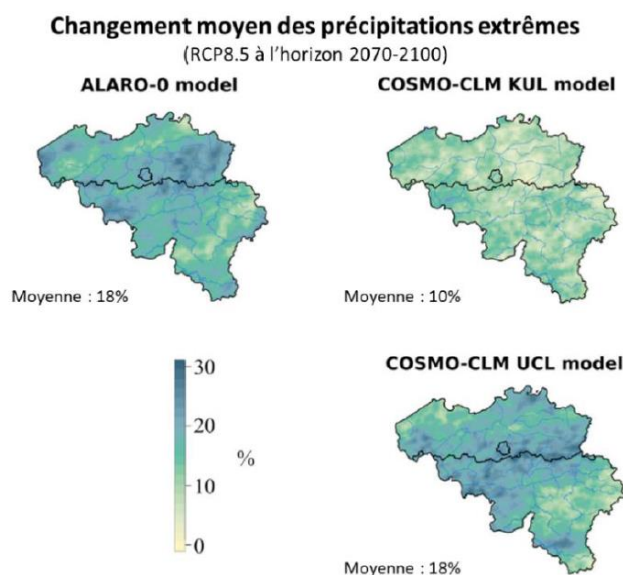 Changement moyen des précipitations extrêmes
(RCP8.5 à l'horizon 2070-2100)
ALARO-0 model
COSMO-CLM KUL model
Moyenne : 18%
Moyenne : 10%
COSMO-CLM UCL model
30
20
%
10
0
Moyenne : 18%